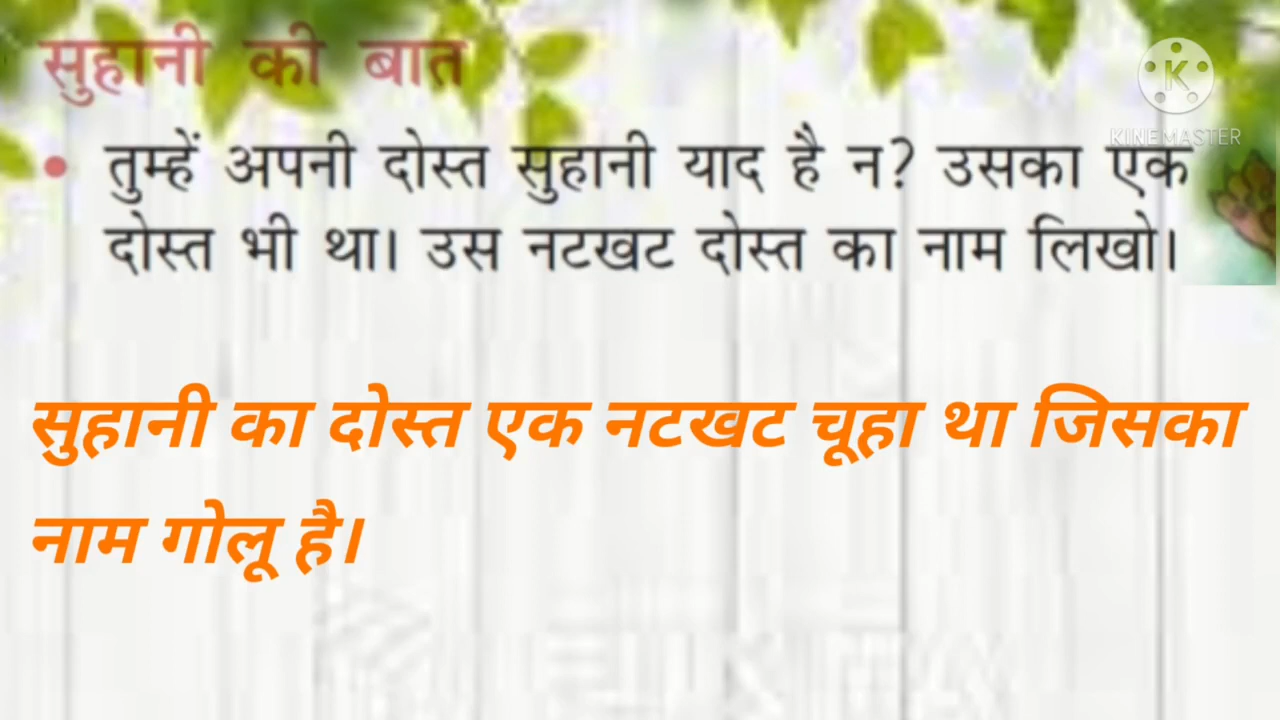 सुहानी की बात
KINEMASTER
• तुम्हें अपनी दोस्त सुहानी याद है न? उसका एक
दोस्त भी था। उस नटखट दोस्त का नाम लिखो।
सुहानी का दोस्त एक नटखट चूहा था जिसका
नाम गोलू है।